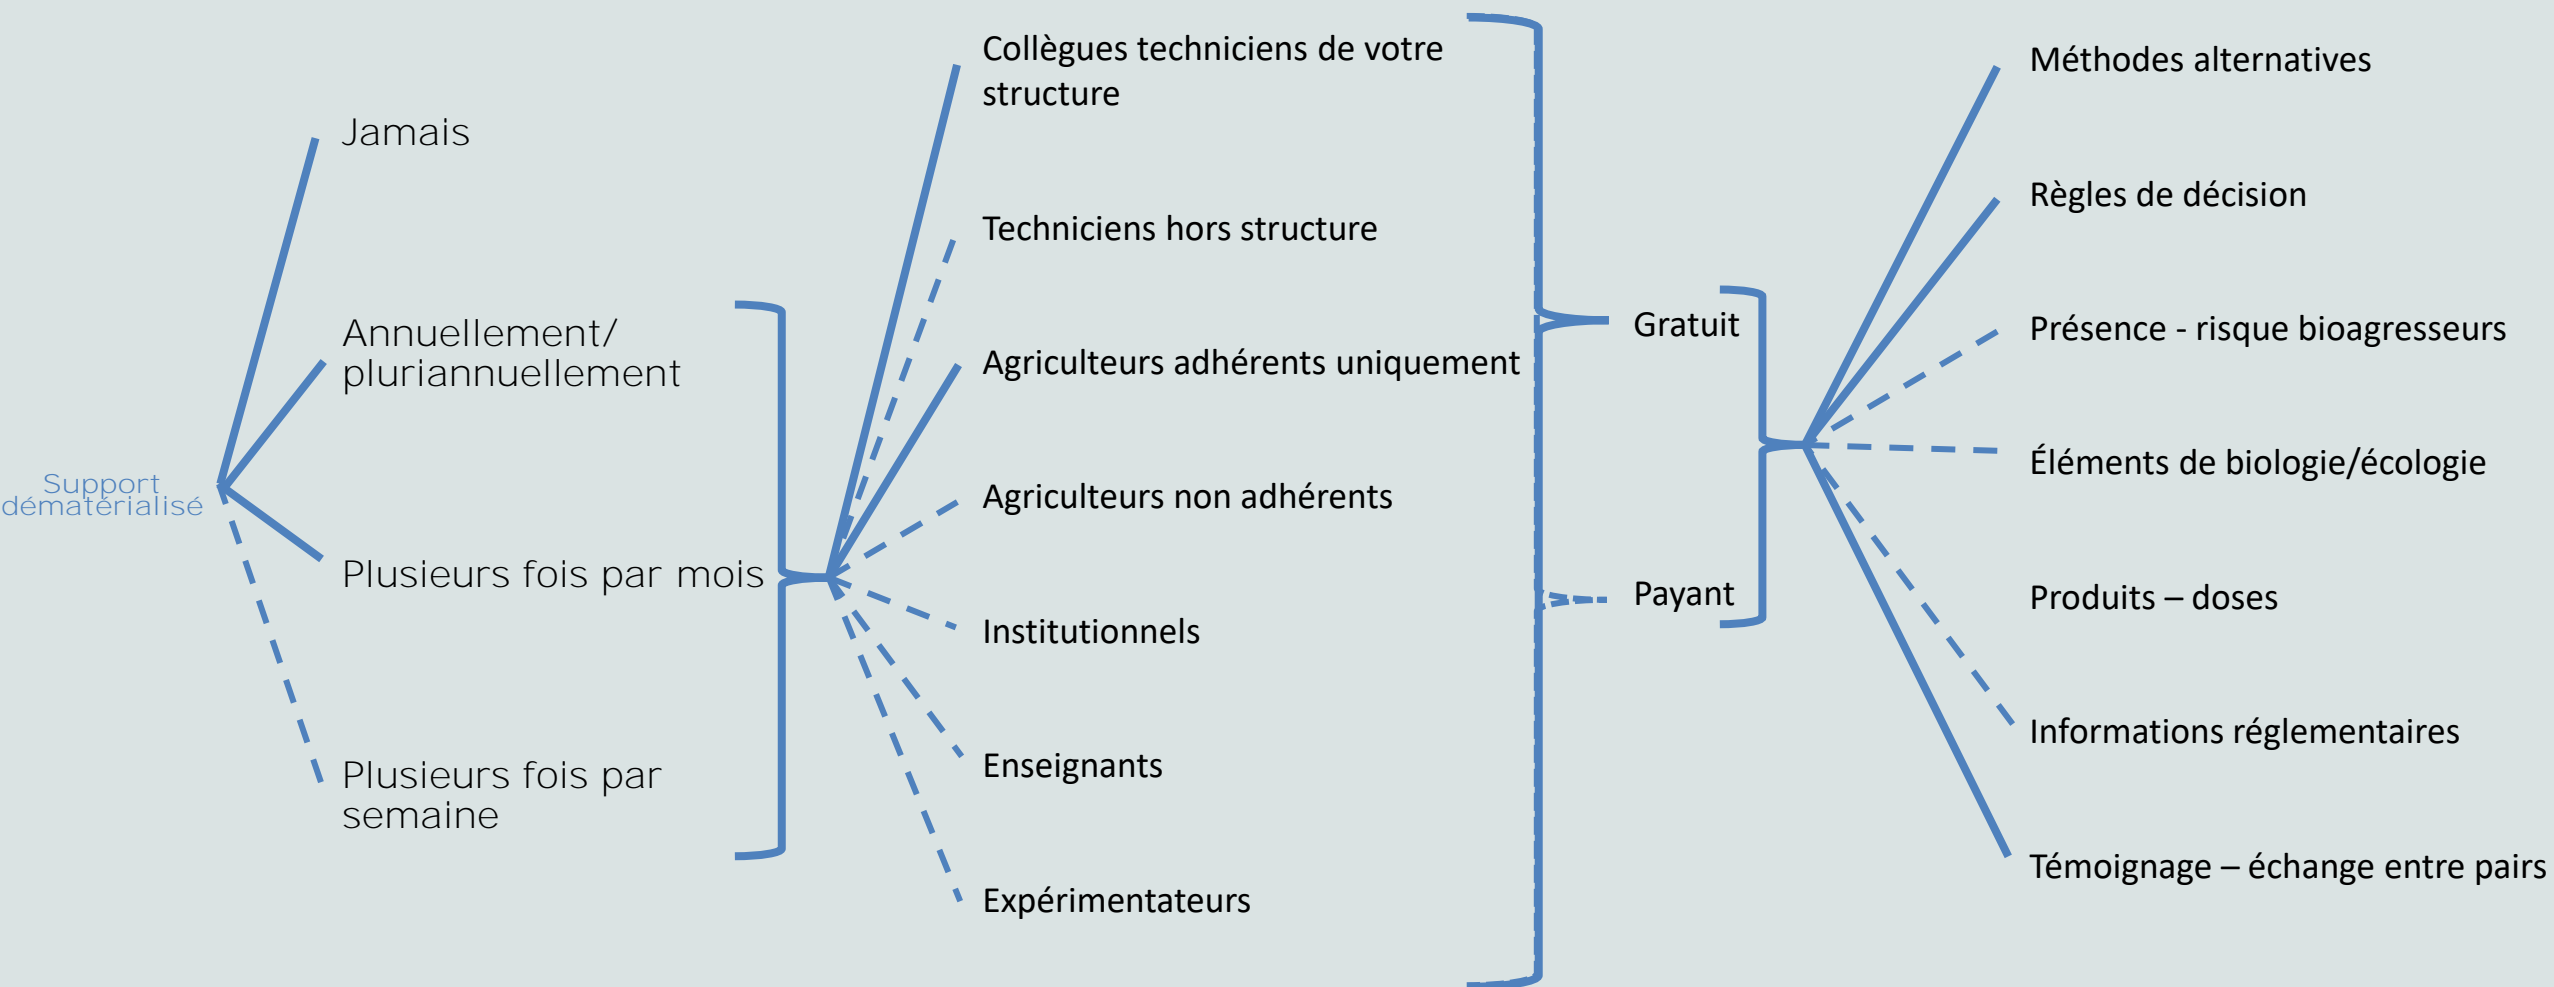 Support
dématérialisé
Jamais
Annuellement/
pluriannuellement
Plusieurs fois par mois
Plusieurs fois par
semaine
Collègues techniciens de votre
structure
Techniciens hors structure
Agriculteurs adhérents uniquement
Agriculteurs non adhérents
Institutionnels
Enseignants
Expérimentateurs
Gratuit
Payant
Méthodes alternatives
Règles de décision
Présence - risque bioagresseurs
Éléments de biologie/écologie
Produits – doses
Informations réglementaires
Témoignage – échange entre pairs